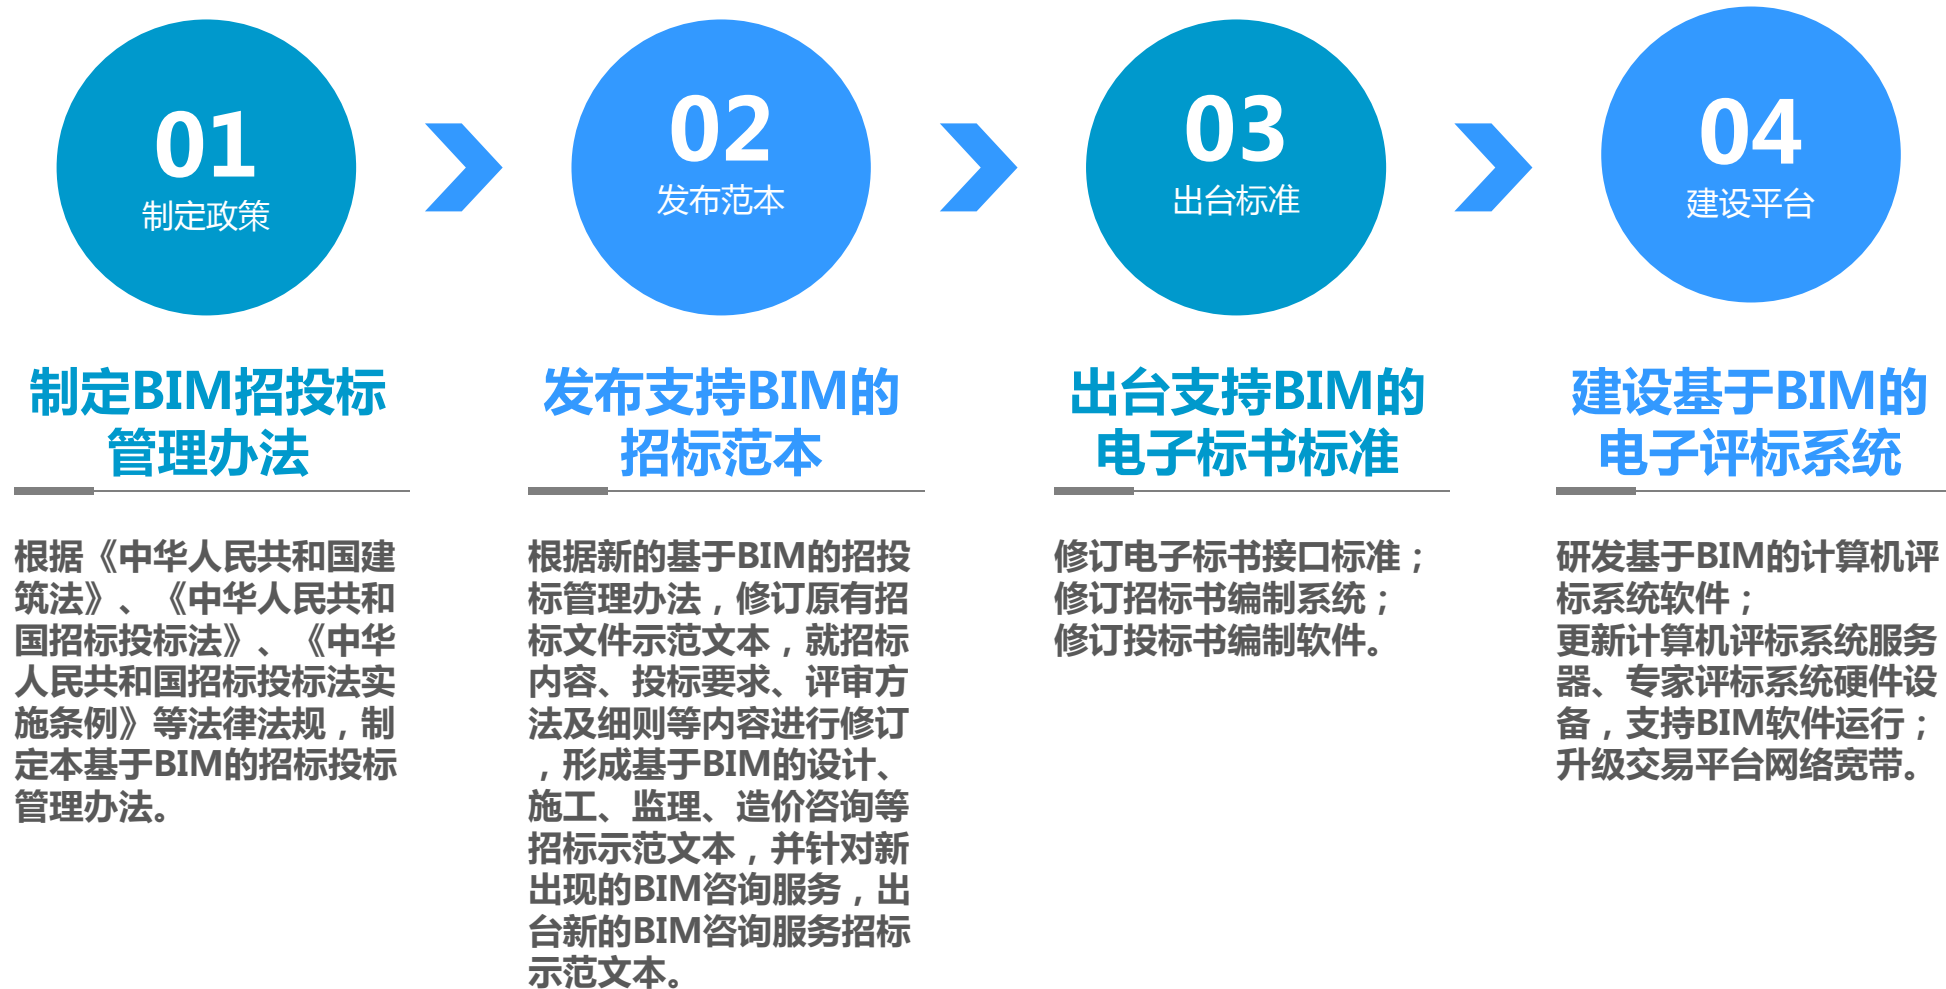 01
制定政策
02
发布范本
03
出台标准
04
建设平台
制定BIM招投标
管理办法
根据《中华人民共和国建
筑法》、《中华人民共和
国招标投标法》、《中华
人民共和国招标投标法实
施条例》等法律法规，制
定本基于BIM的招标投标
管理办法。
发布支持BIM的
招标范本
根据新的基于BIM的招投
标管理办法，修订原有招
标文件示范文本，就招标
内容、投标要求、评审方
法及细则等内容进行修订
，形成基于BIM的设计、
施工、监理、造价咨询等
招标示范文本，并针对新
出现的BIM咨询服务，出
台新的BIM咨询服务招标
示范文本。
出台支持BIM的
电子标书标准
修订电子标书接口标准；
修订招标书编制系统；
修订投标书编制软件。
建设基于BIM的
电子评标系统
研发基于BIM的计算机评
标系统软件；
更新计算机评标系统服务
器、专家评标系统硬件设
备，支持BIM软件运行；
升级交易平台网络宽带。